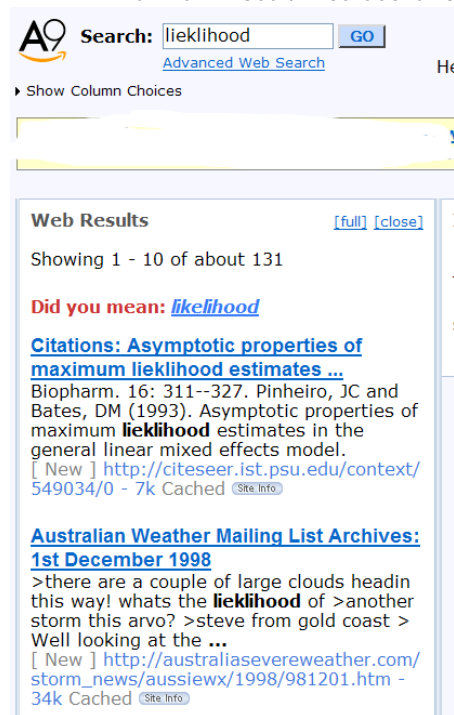 A9 Search: lieklihood GO
Advanced Web Search
He
Show Column Choices
Web Results [full] [close]
Showing 1 - 10 of about 131
Did you mean: likelihood
Citations: Asymptotic properties of
maximum lieklihood estimates ...
Biopharm. 16: 311--327. Pinheiro, JC and
Bates, DM (1993). Asymptotic properties of
maximum lieklihood estimates in the
general linear mixed effects model.
[ New ] http://citeseer.ist.psu.edu/context/
549034/0 - 7k Cached Site Info
Australian Weather Mailing List Archives:
1st December 1998
>there are a couple of large clouds headin
this way! whats the lieklihood of >another
storm this arvo? >steve from gold coast >
Well looking at the ...
[ New ] http://australiasevereweather.com/
storm_news/aussiewx/1998/981201.htm -
34k Cached Site Info